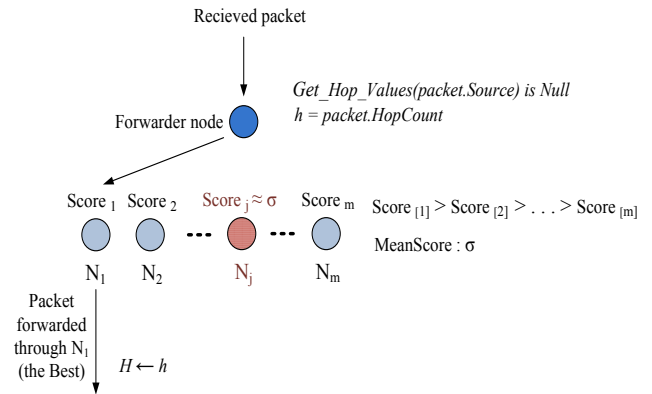 Recieved packet
Get_Hop_Values(packet.Source) is Null
h = packet.HopCount
Forwarder node
Score 1 Score 2 Score j ≈ σ Score m
Score [1] > Score [2] > . . . > Score [m]
MeanScore : σ
N1 N2 Nj Nm
Packet
forwarded
through N1
(the Best)
H ← h